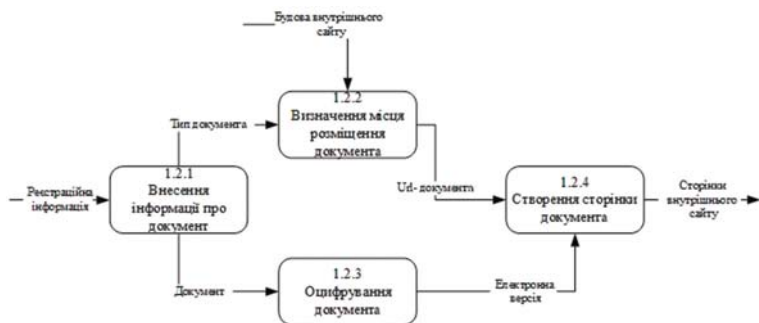 Будова внутрішнього
сайту
1.2.2
Визначення місця
розміщення
документа
Тип документа
1.2.1
Внесення
інформації про
документ
Реєстраційна
інформація
Url- документа
1.2.4
Створення сторінки
документа
Сторінки
внутрішнього
сайту
1.2.3
Оцифрування
документа
Документ
Електронна
версія